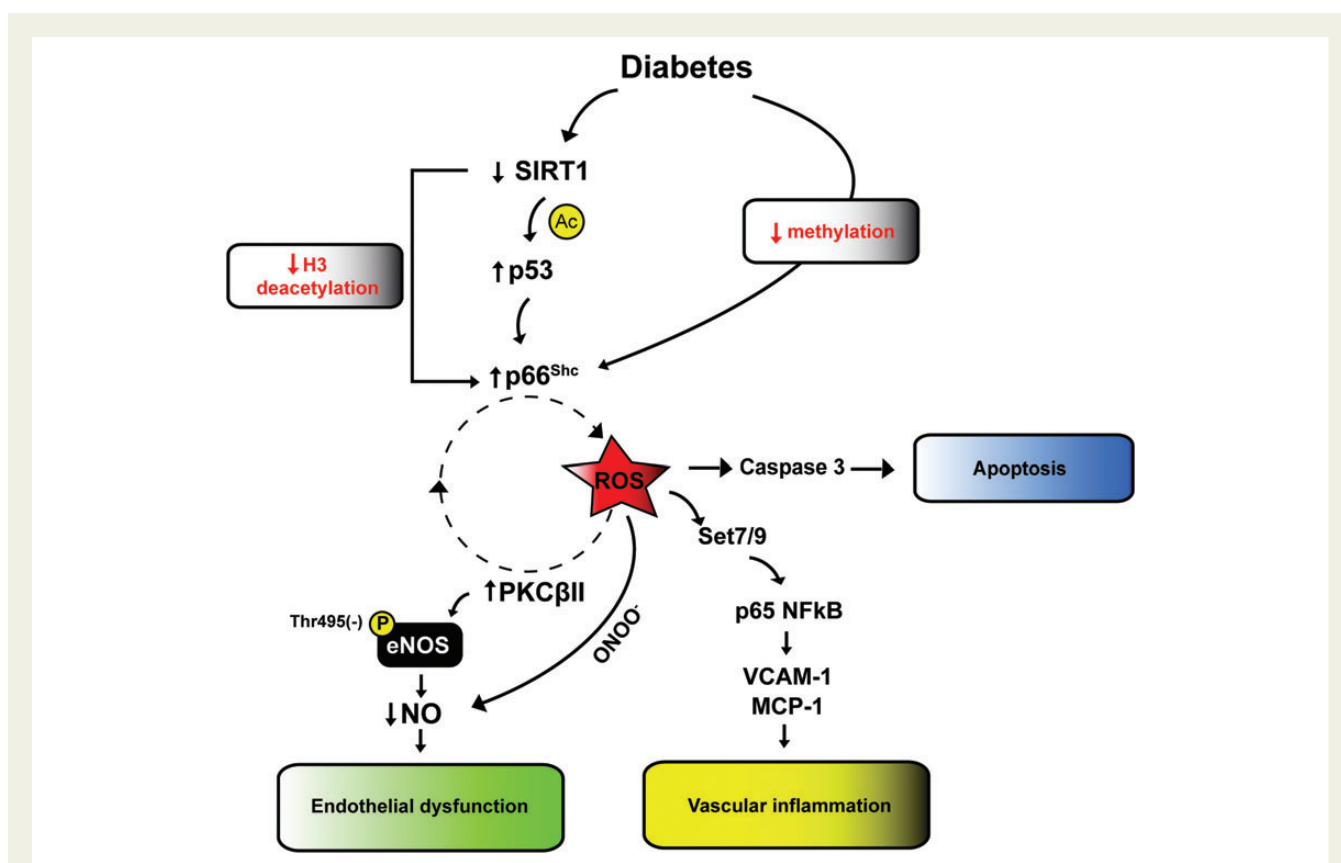 Diabetes
↓ SIRT1
Ac
↓ methylation
↓ H3
deacetylation
↑ p53
↑ p66Shc
ROS
Caspase 3
Apoptosis
Set7/9
↑PKCβII
p65 NFkB
Thr495(-)
P
eNOS
ONOO-
VCAM-1
MCP-1
↓NO
Endothelial dysfunction
Vascular inflammation